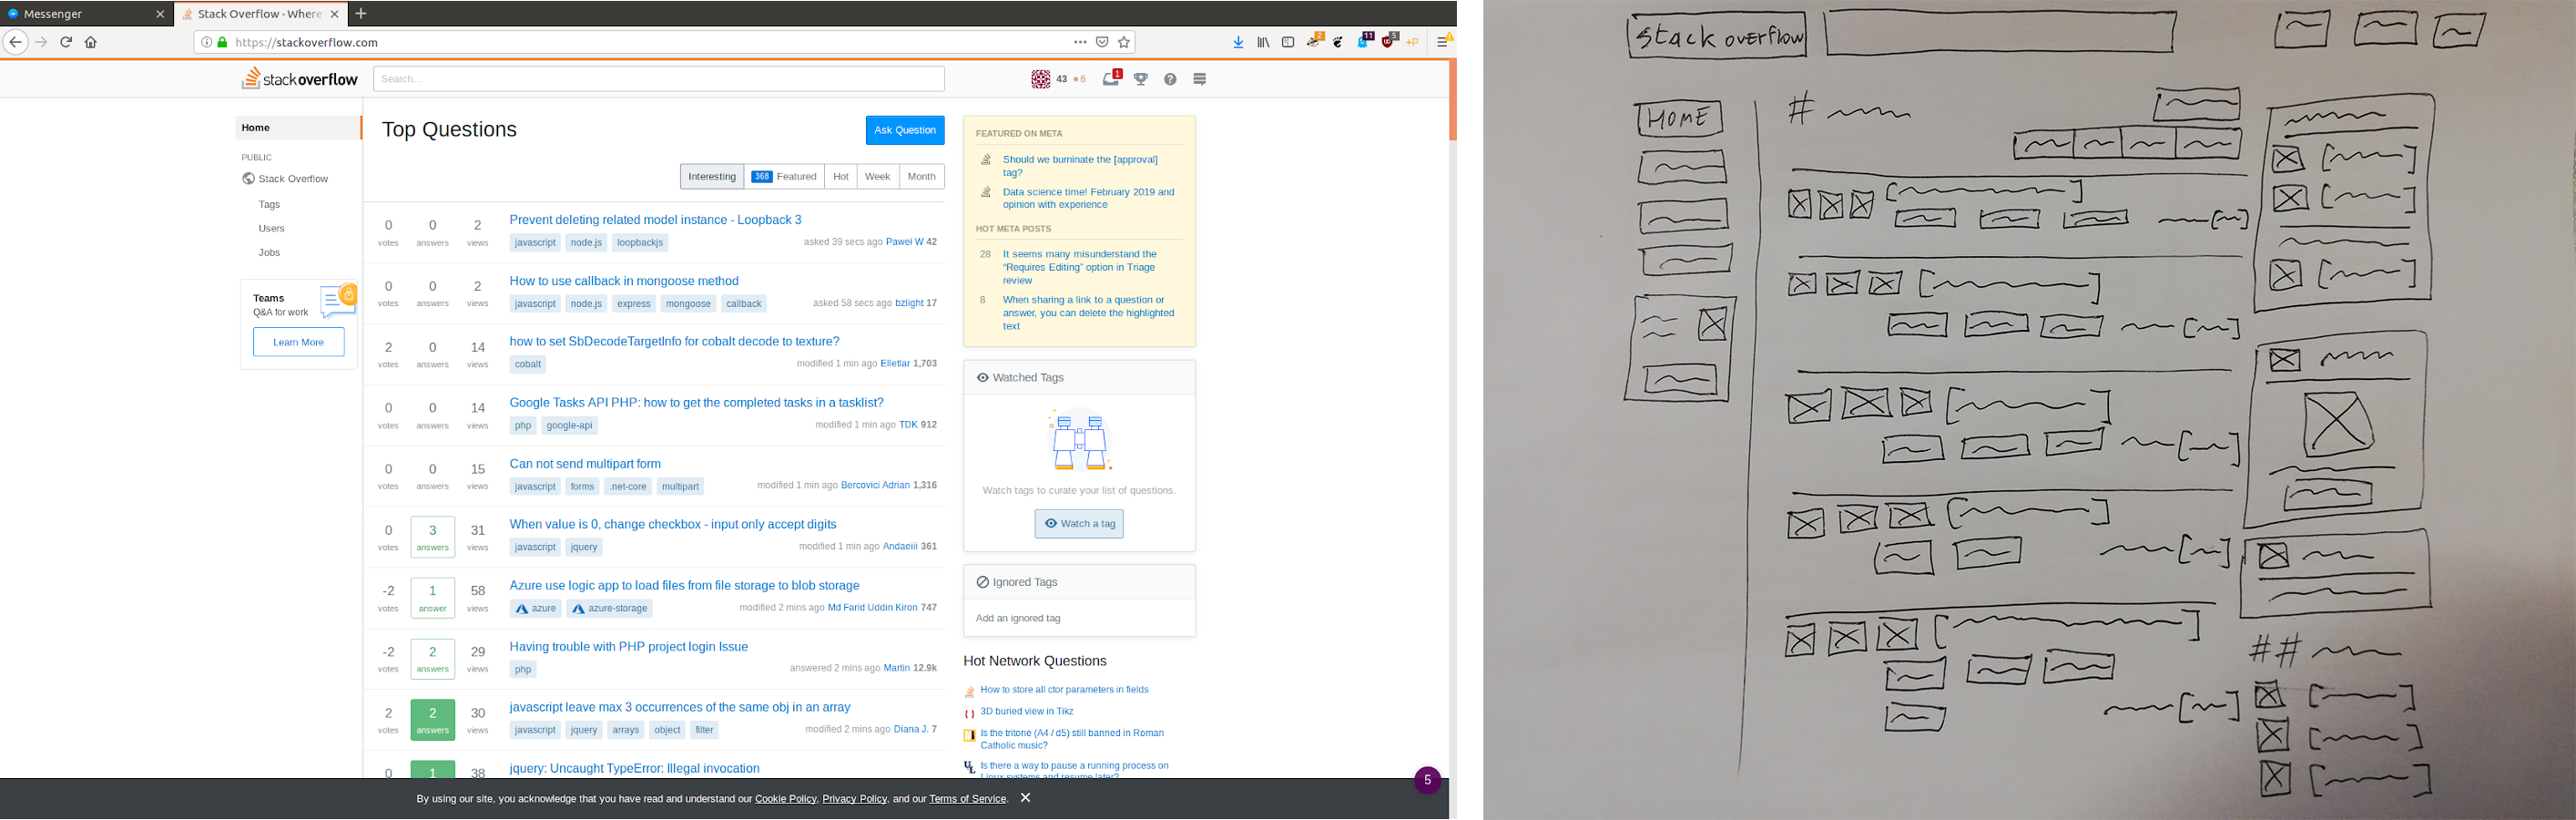 Messenger
Stack Overflow - Where
https://stackoverflow.com
2
11
5
+P
stackoverflow
Search...
43 6
1
Home
PUBLIC
Stack Overflow
Tags
Users
Jobs
Teams
Q&A for work
Learn More
Top Questions
Ask Question
Interesting
368 Featured
Hot
Week
Month
0 votes
0 answers
2 views
Prevent deleting related model instance - Loopback 3
javascript node.js loopbackjs
asked 39 secs ago Paweł W 42
0 votes
0 answers
2 views
How to use callback in mongoose method
javascript node.js express mongoose callback
asked 58 secs ago bzlight 17
2 votes
0 answers
14 views
how to set SbDecodeTargetInfo for cobalt decode to texture?
cobalt
modified 1 min ago Elletlar 1,703
0 votes
0 answers
14 views
Google Tasks API PHP: how to get the completed tasks in a tasklist?
php google-api
modified 1 min ago TDK 912
0 votes
0 answers
15 views
Can not send multipart form
javascript forms .net-core multipart
modified 1 min ago Bercovici Adrian 1,316
0 votes
3 answers
31 views
When value is 0, change checkbox - input only accept digits
javascript jquery
modified 1 min ago Andaeiii 361
-2 votes
1 answer
58 views
Azure use logic app to load files from file storage to blob storage
azure azure-storage
modified 2 mins ago Md Farid Uddin Kiron 747
-2 votes
2 answers
29 views
Having trouble with PHP project login Issue
php
answered 2 mins ago Martin 12.9k
2 votes
2 answers
30 views
javascript leave max 3 occurrences of the same obj in an array
javascript jquery arrays object filter
modified 2 mins ago Diana J. 7
0
1
38
jquery: Uncaught TypeError: Illegal invocation
FEATURED ON META
Should we burninate the [approval]
tag?
Data science time! February 2019 and
opinion with experience
HOT META POSTS
28 It seems many misunderstand the
“Requires Editing” option in Triage
review
8 When sharing a link to a question or
answer, you can delete the highlighted
text
Watched Tags
Watch tags to curate your list of questions.
Watch a tag
Ignored Tags
Add an ignored tag
Hot Network Questions
How to store all ctor parameters in fields
3D buried view in Tikz
Is the tritone (A4 / d5) still banned in Roman
Catholic music?
Is there a way to pause a running process on
Linux systems and resume later?
5
By using our site, you acknowledge that you have read and understand our Cookie Policy, Privacy Policy, and our Terms of Service.
Stack overflow
HOME
#
##